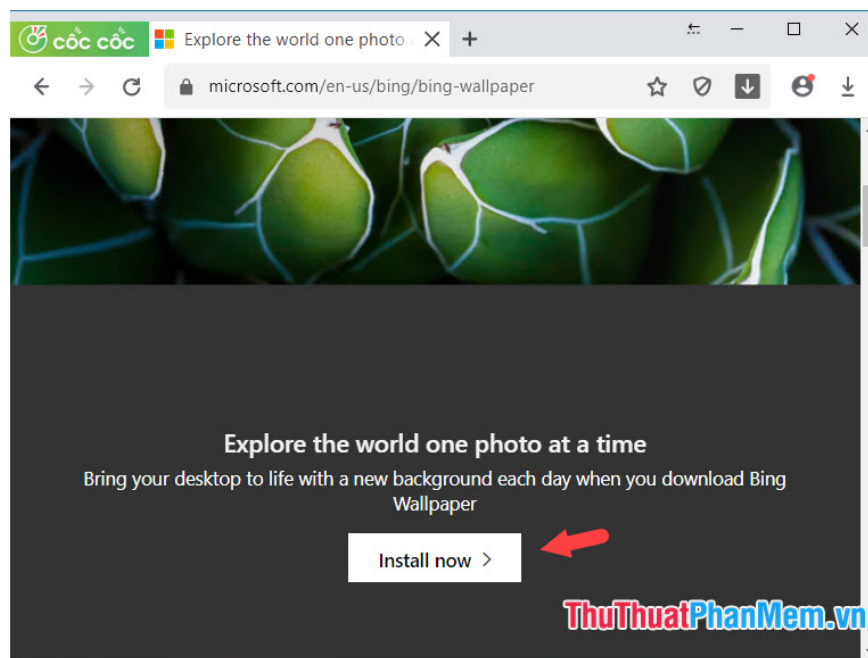 cốc cốc
Explore the world one photo
microsoft.com/en-us/bing/bing-wallpaper
Explore the world one photo at a time
Bring your desktop to life with a new background each day when you download Bing
Wallpaper
Install now
ThuThuatPhanMem.vn